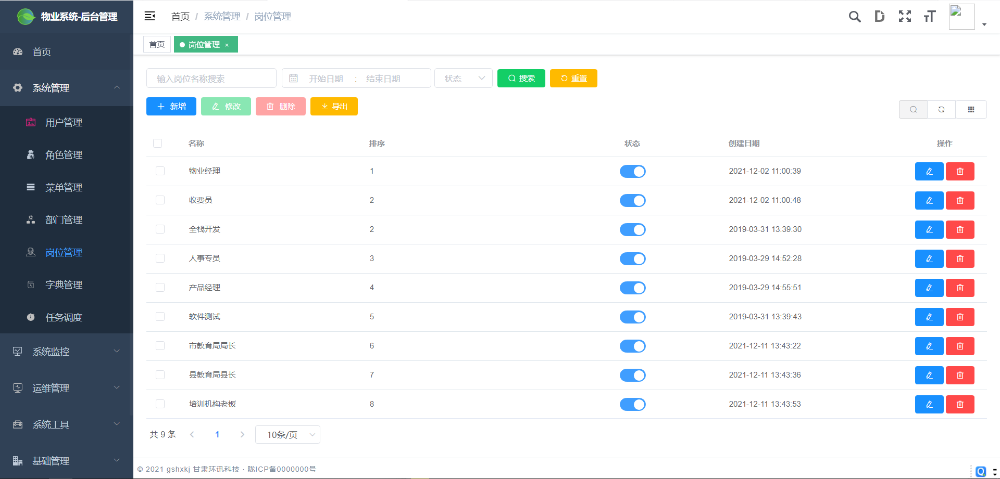 物业系统-后台管理
首页 / 系统管理 / 岗位管理
首页
岗位管理 ×
首页
系统管理
用户管理
角色管理
菜单管理
部门管理
岗位管理
字典管理
任务调度
系统监控
运维管理
系统工具
基础管理
输入岗位名称搜索
开始日期 : 结束日期
状态
搜索
重置
新增
修改
删除
导出
名称 排序 状态 创建日期 操作
物业经理 1 2021-12-02 11:00:39
收费员 2 2021-12-02 11:00:48
全栈开发 2 2019-03-31 13:39:30
人事专员 3 2019-03-29 14:52:28
产品经理 4 2019-03-29 14:55:51
软件测试 5 2019-03-31 13:39:43
市教育局局长 6 2021-12-11 13:43:22
县教育局县长 7 2021-12-11 13:43:36
培训机构老板 8 2021-12-11 13:43:53
共 9 条 1 10条/页
© 2021 gshxkj 甘肃环讯科技 · 陇ICP备0000000号